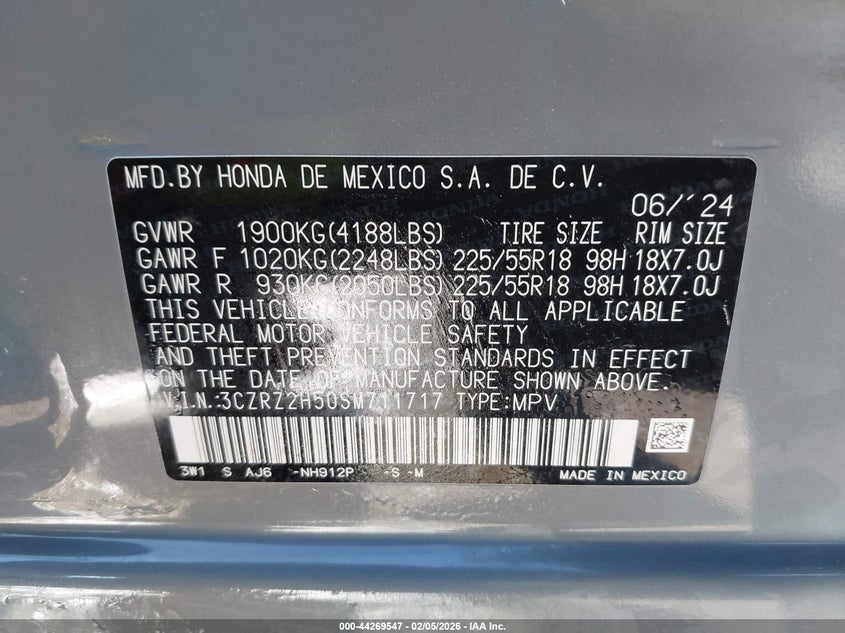 MFD.BY HONDA DE MEXICO S.A. DE C.V.
06/'24
GVWR 1900KG(4188LBS) TIRE SIZE RIM SIZE
GAWR F 1020KG(2248LBS) 225/55R18 98H 18X7.0J
GAWR R 930KG(2050LBS) 225/55R18 98H 18X7.0J
THIS VEHICLE CONFORMS TO ALL APPLICABLE
FEDERAL MOTOR VEHICLE SAFETY
AND THEFT PREVENTION STANDARDS IN EFFECT
ON THE DATE OF MANUFACTURE SHOWN ABOVE.
V.I.N.:3CZRZ2H50SM711717 TYPE:MPV
3W1 S AJ6 -NH912P -S -M MADE IN MEXICO
000-44269547 - 02/05/2026 - IAA Inc.